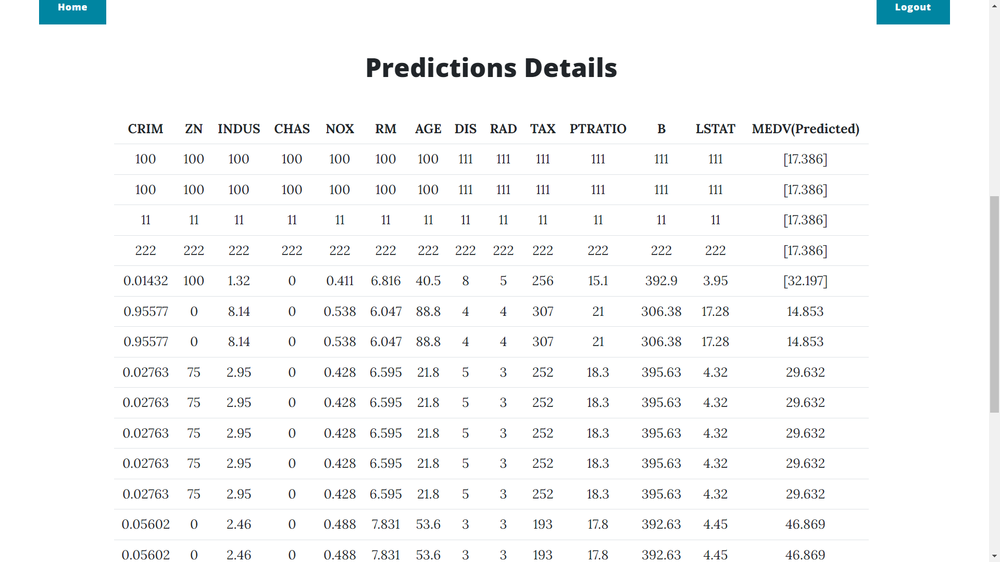 Home Logout
Predictions Details
CRIM ZN INDUS CHAS NOX RM AGE DIS RAD TAX PTRATIO B LSTAT MEDV(Predicted)
100 100 100 100 100 100 100 111 111 111 111 111 111 [17.386]
100 100 100 100 100 100 100 111 111 111 111 111 111 [17.386]
11 11 11 11 11 11 11 11 11 11 11 11 11 [17.386]
222 222 222 222 222 222 222 222 222 222 222 222 222 [17.386]
0.01432 100 1.32 0 0.411 6.816 40.5 8 5 256 15.1 392.9 3.95 [32.197]
0.95577 0 8.14 0 0.538 6.047 88.8 4 4 307 21 306.38 17.28 14.853
0.95577 0 8.14 0 0.538 6.047 88.8 4 4 307 21 306.38 17.28 14.853
0.02763 75 2.95 0 0.428 6.595 21.8 5 3 252 18.3 395.63 4.32 29.632
0.02763 75 2.95 0 0.428 6.595 21.8 5 3 252 18.3 395.63 4.32 29.632
0.02763 75 2.95 0 0.428 6.595 21.8 5 3 252 18.3 395.63 4.32 29.632
0.02763 75 2.95 0 0.428 6.595 21.8 5 3 252 18.3 395.63 4.32 29.632
0.02763 75 2.95 0 0.428 6.595 21.8 5 3 252 18.3 395.63 4.32 29.632
0.05602 0 2.46 0 0.488 7.831 53.6 3 3 193 17.8 392.63 4.45 46.869
0.05602 0 2.46 0 0.488 7.831 53.6 3 3 193 17.8 392.63 4.45 46.869